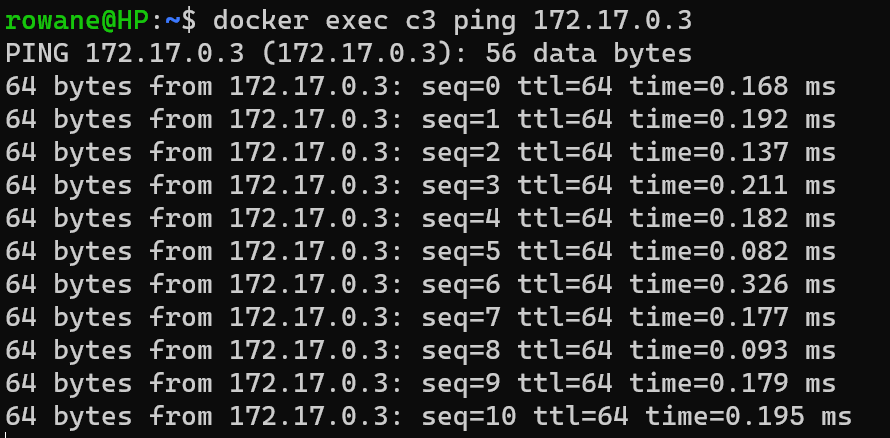 rowane@HP:~$ docker exec c3 ping 172.17.0.3
PING 172.17.0.3 (172.17.0.3): 56 data bytes
64 bytes from 172.17.0.3: seq=0 ttl=64 time=0.168 ms
64 bytes from 172.17.0.3: seq=1 ttl=64 time=0.192 ms
64 bytes from 172.17.0.3: seq=2 ttl=64 time=0.137 ms
64 bytes from 172.17.0.3: seq=3 ttl=64 time=0.211 ms
64 bytes from 172.17.0.3: seq=4 ttl=64 time=0.182 ms
64 bytes from 172.17.0.3: seq=5 ttl=64 time=0.082 ms
64 bytes from 172.17.0.3: seq=6 ttl=64 time=0.326 ms
64 bytes from 172.17.0.3: seq=7 ttl=64 time=0.177 ms
64 bytes from 172.17.0.3: seq=8 ttl=64 time=0.093 ms
64 bytes from 172.17.0.3: seq=9 ttl=64 time=0.179 ms
64 bytes from 172.17.0.3: seq=10 ttl=64 time=0.195 ms